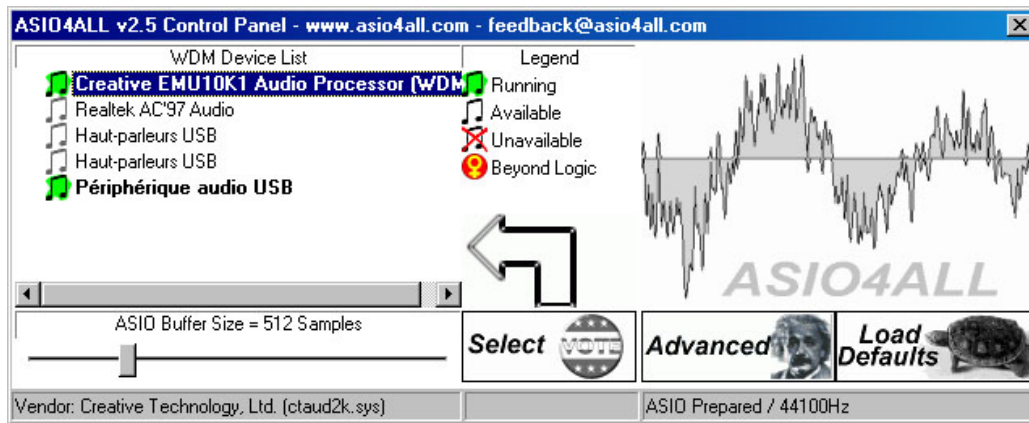 ASIO4ALL v2.5 Control Panel - www.asio4all.com - feedback@asio4all.com
WDM Device List
Creative EMU10K1 Audio Processor (WDM
Realtek AC'97 Audio
Haut-parleurs USB
Haut-parleurs USB
Périphérique audio USB
Legend
Running
Available
Unavailable
Beyond Logic
ASIO4ALL
ASIO Buffer Size = 512 Samples
Select VOTE
Advanced
Load
Defaults
Vendor: Creative Technology, Ltd. (ctaud2k.sys)
ASIO Prepared / 44100Hz